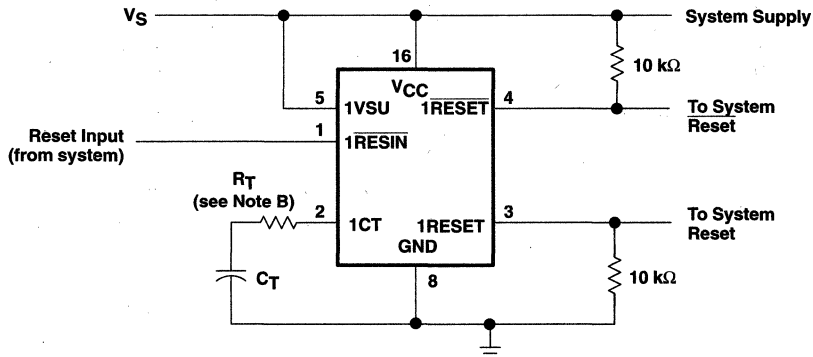 Vs System Supply
16
10 kΩ
VCC
5 1VSU 1RESET 4 To System
Reset
1 1RESIN
Reset Input
(from system)
RT
(see Note B)
2 1CT 1RESET 3 To System
Reset
GND
CT 8 10 kΩ